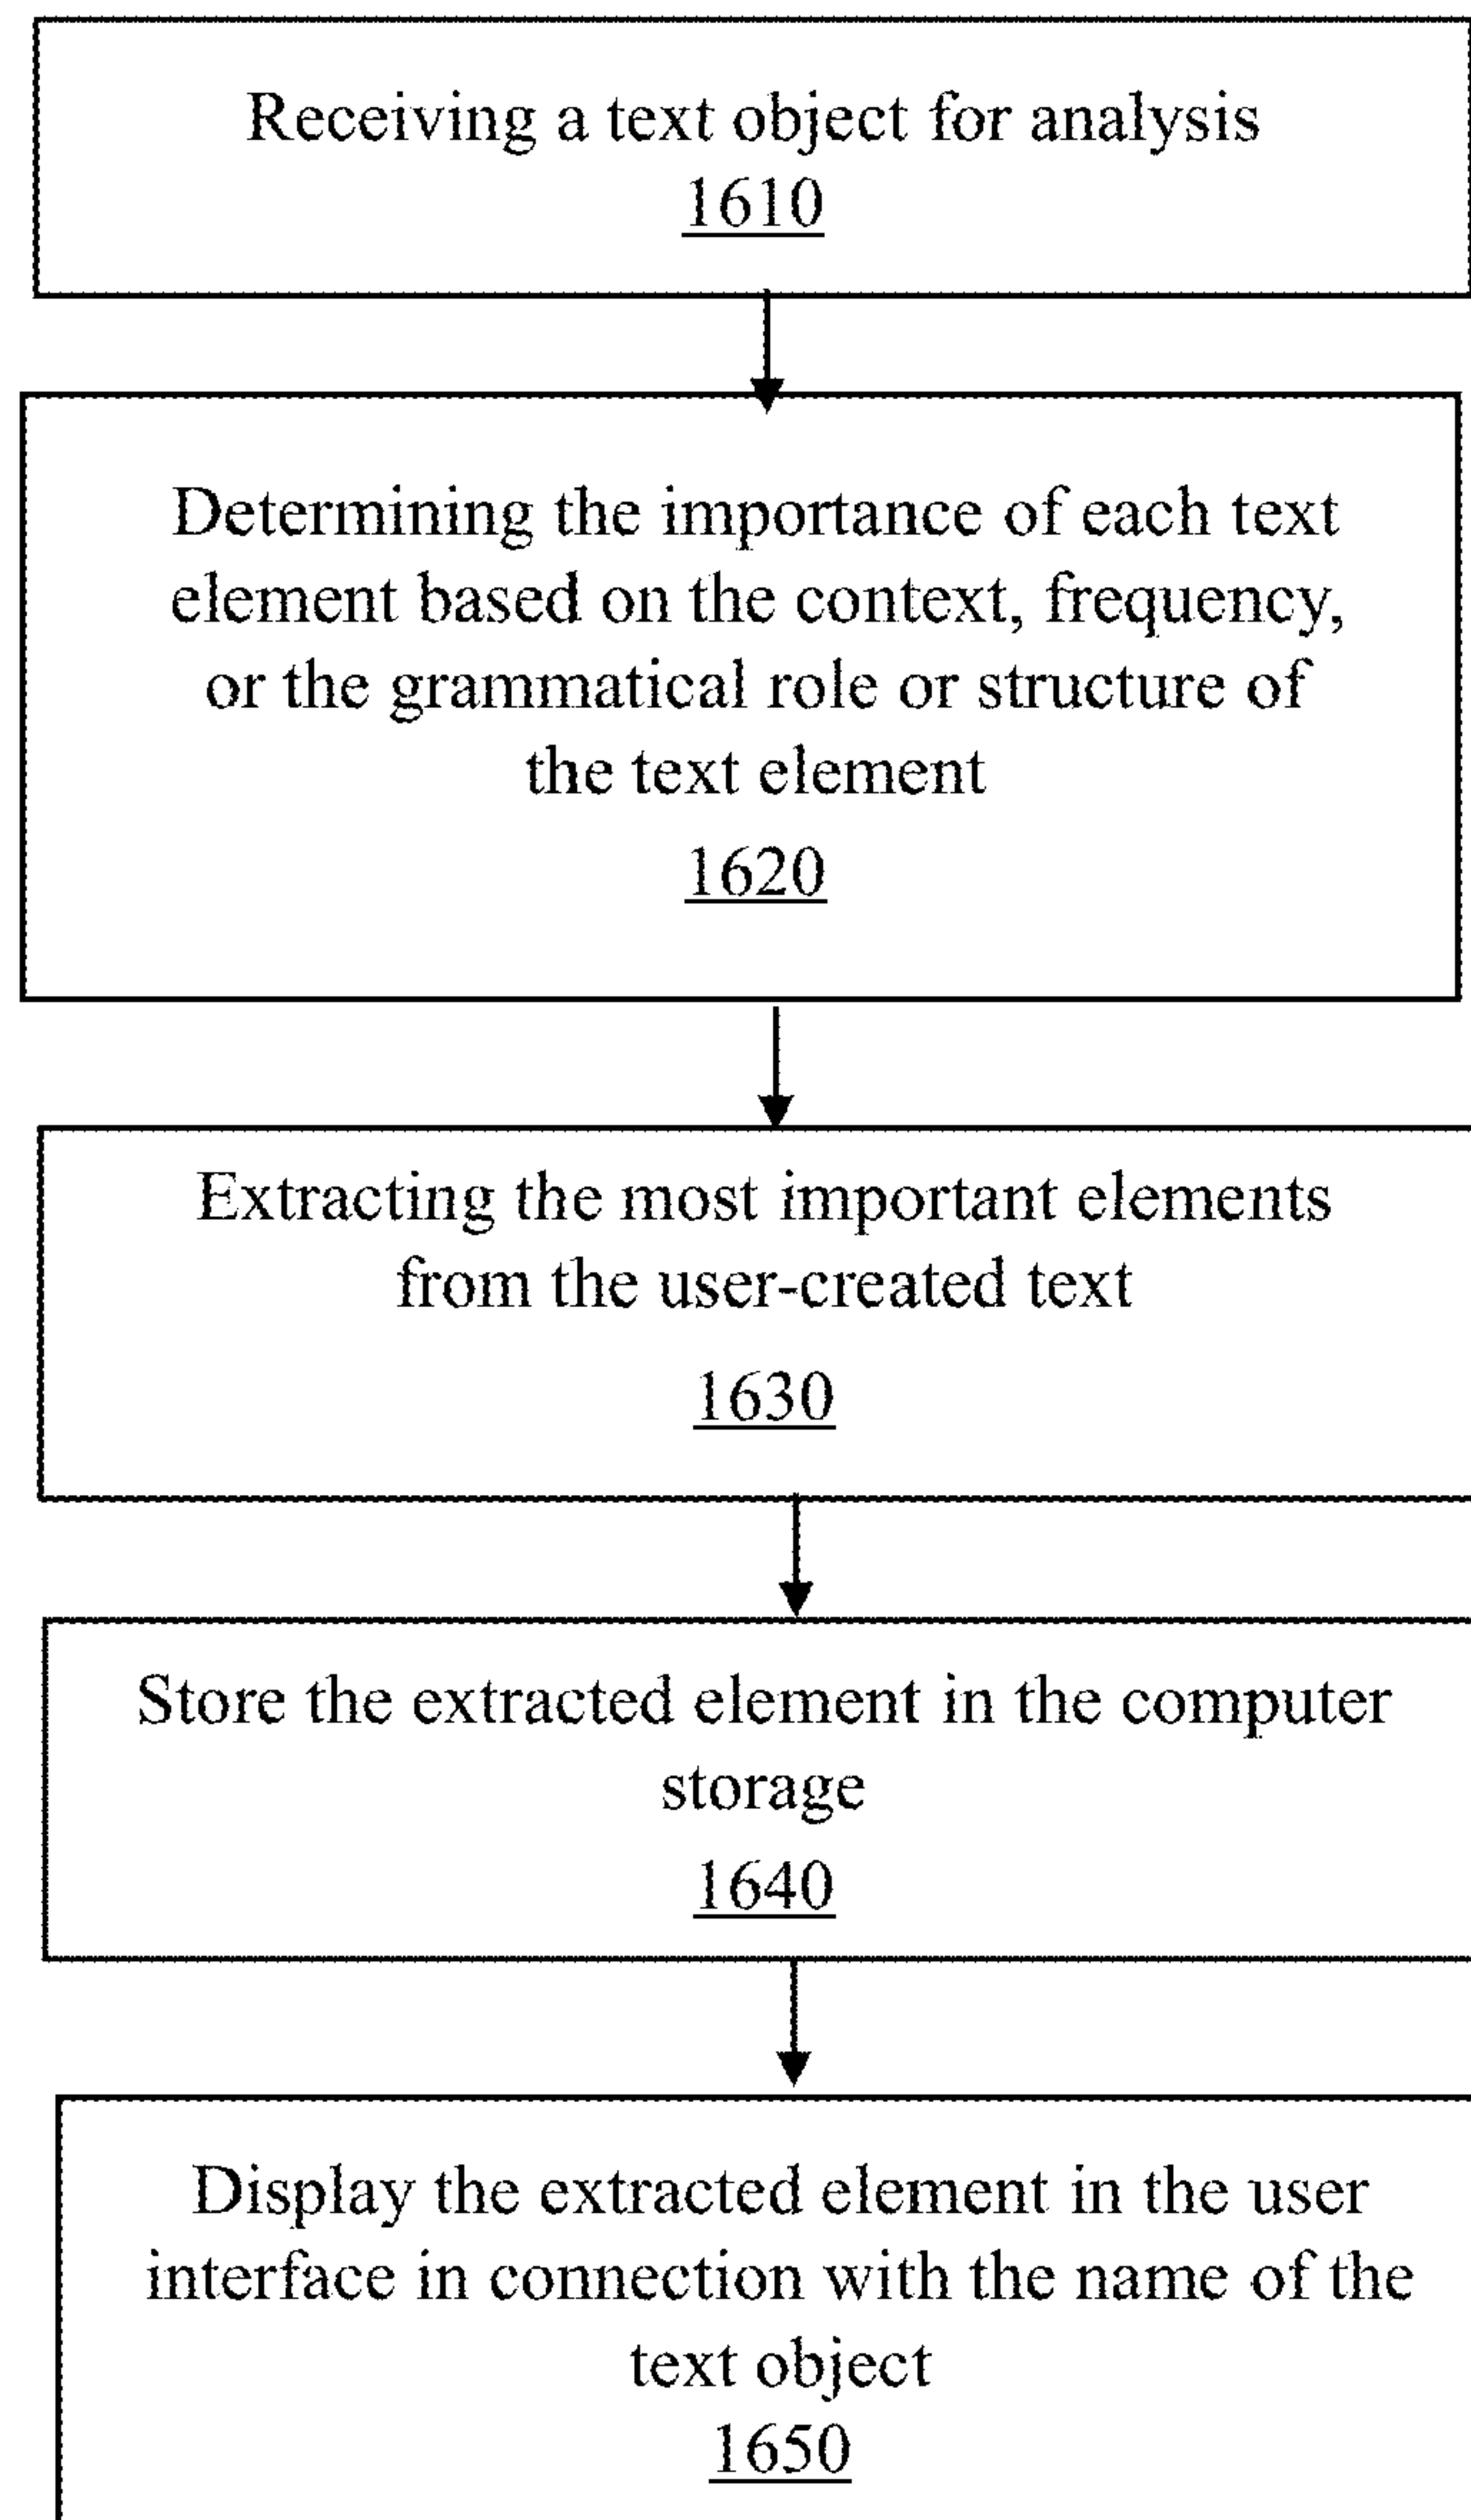 Receiving a text object for analysis
1610
Determining the importance of each text
element based on the context, frequency,
or the grammatical role or structure of
the text element
1620
Extracting the most important elements
from the user-created text
1630
Store the extracted element in the computer
storage
1640
Display the extracted element in the user
interface in connection with the name of the
text object
1650